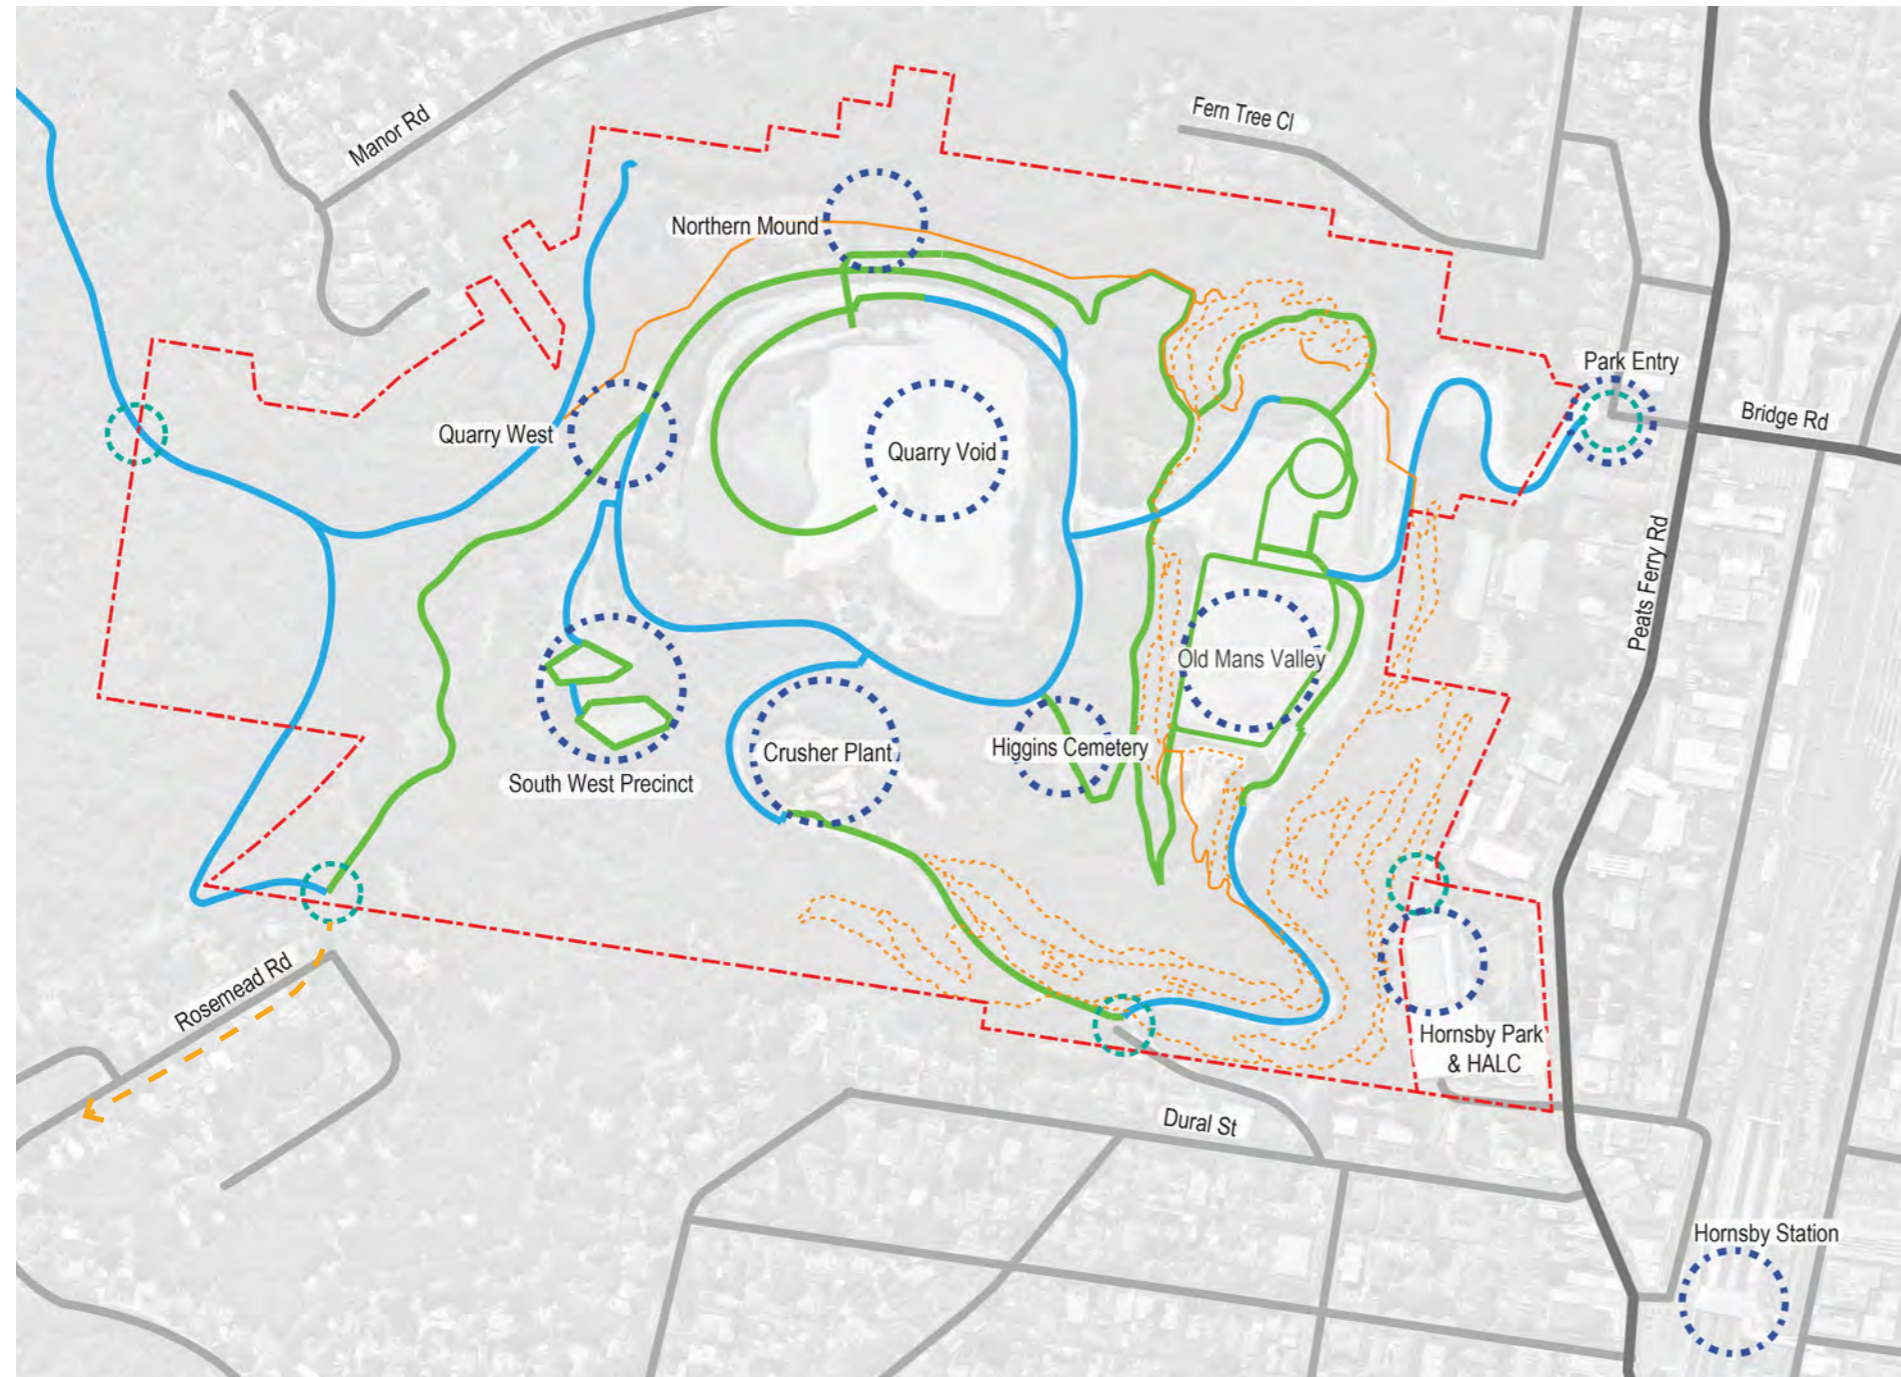 Manor Rd
Fern Tree Cl
Northern Mound
Park Entry
Bridge Rd
Quarry West
Quarry Void
Peats Ferry Rd
Old Mans Valley
Crusher Plant
Higgins Cemetery
South West Precinct
Rosemead Rd
Hornsby Park
& HALC
Dural St
Hornsby Station